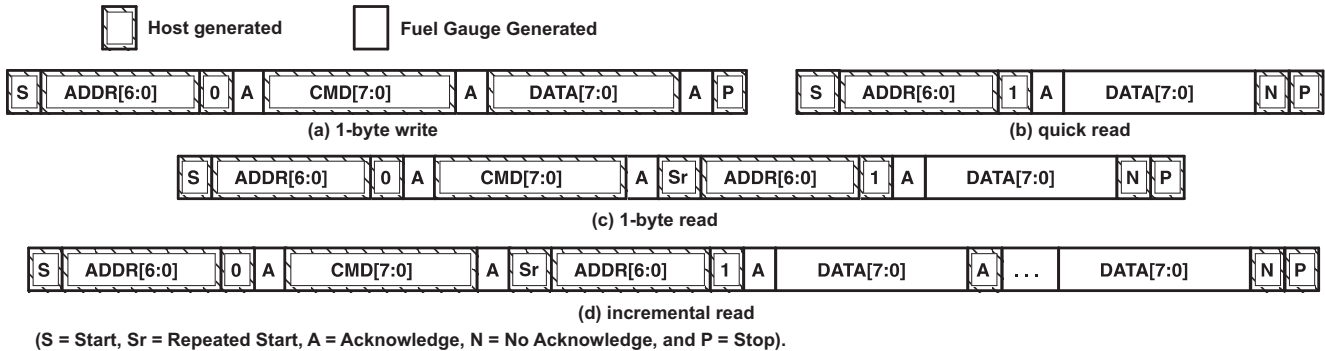 Host generated Fuel Gauge Generated
S ADDR[6:0] 0 A CMD[7:0] A DATA[7:0] A P S ADDR[6:0] 1 A DATA[7:0] N P
(a) 1-byte write (b) quick read
S ADDR[6:0] 0 A CMD[7:0] A Sr ADDR[6:0] 1 A DATA[7:0] N P
(c) 1-byte read
S ADDR[6:0] 0 A CMD[7:0] A Sr ADDR[6:0] 1 A DATA[7:0] A ... DATA[7:0] N P
(d) incremental read
(S = Start, Sr = Repeated Start, A = Acknowledge, N = No Acknowledge, and P = Stop).